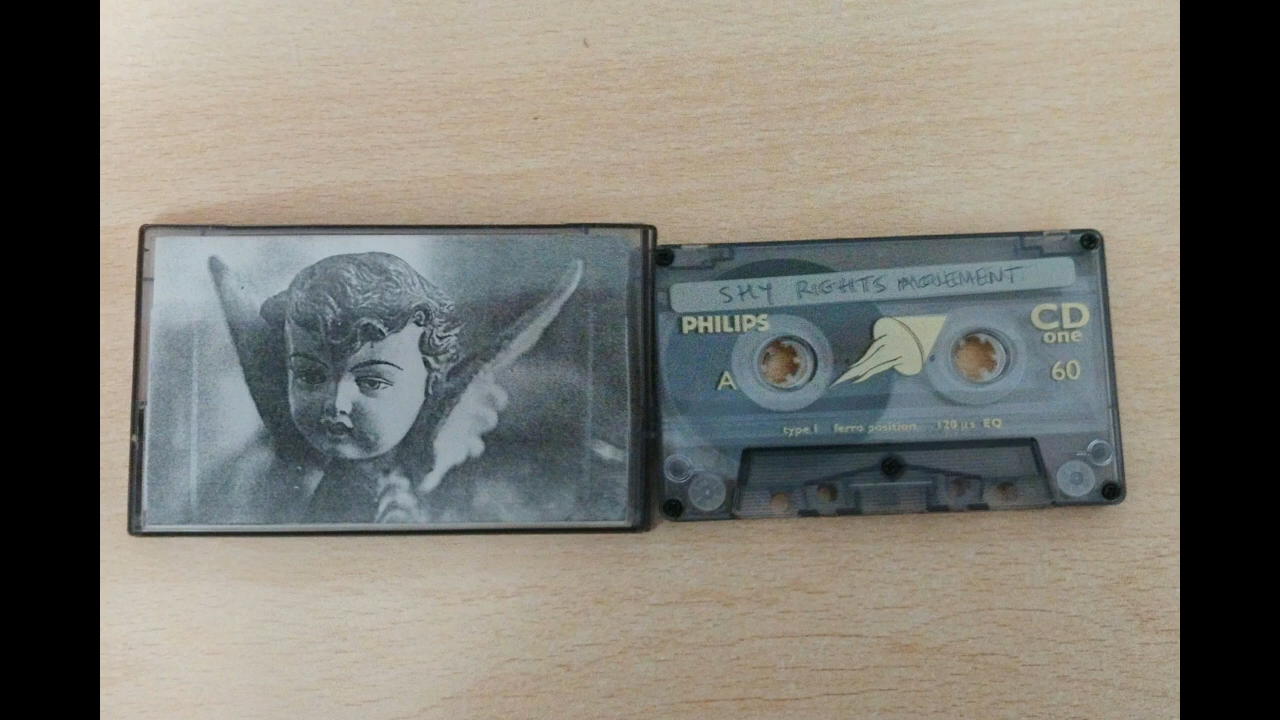 SHY RIGHTS MOVEMENT
PHILIPS
CD
one
A
60
type I ferro position 120 µs EQ